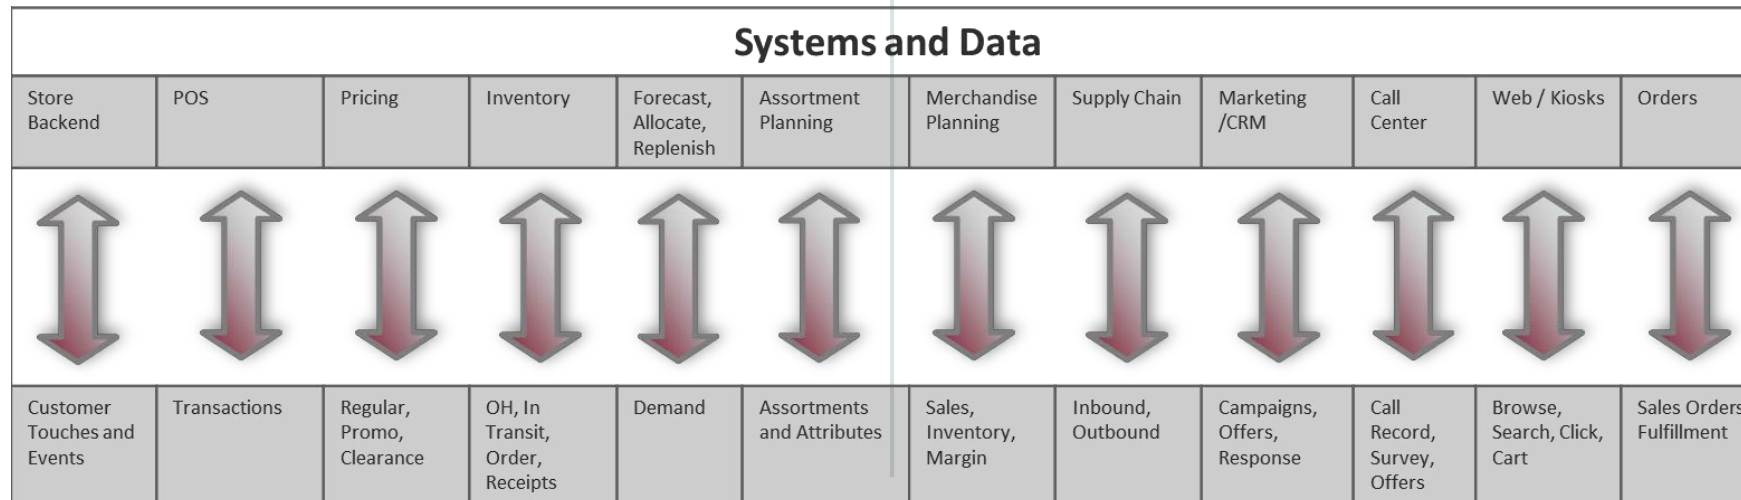 Systems and Data
Store
Backend
POS
Pricing
Inventory
Forecast,
Allocate,
Replenish
Assortment
Planning
Merchandise
Planning
Supply Chain
Marketing
/CRM
Call
Center
Web / Kiosks
Orders
Customer
Touches and
Events
Transactions
Regular,
Promo,
Clearance
OH, In
Transit,
Order,
Receipts
Demand
Assortments
and Attributes
Sales,
Inventory,
Margin
Inbound,
Outbound
Campaigns,
Offers,
Response
Call
Record,
Survey,
Offers
Browse,
Search, Click,
Cart
Sales Orders
Fulfillment